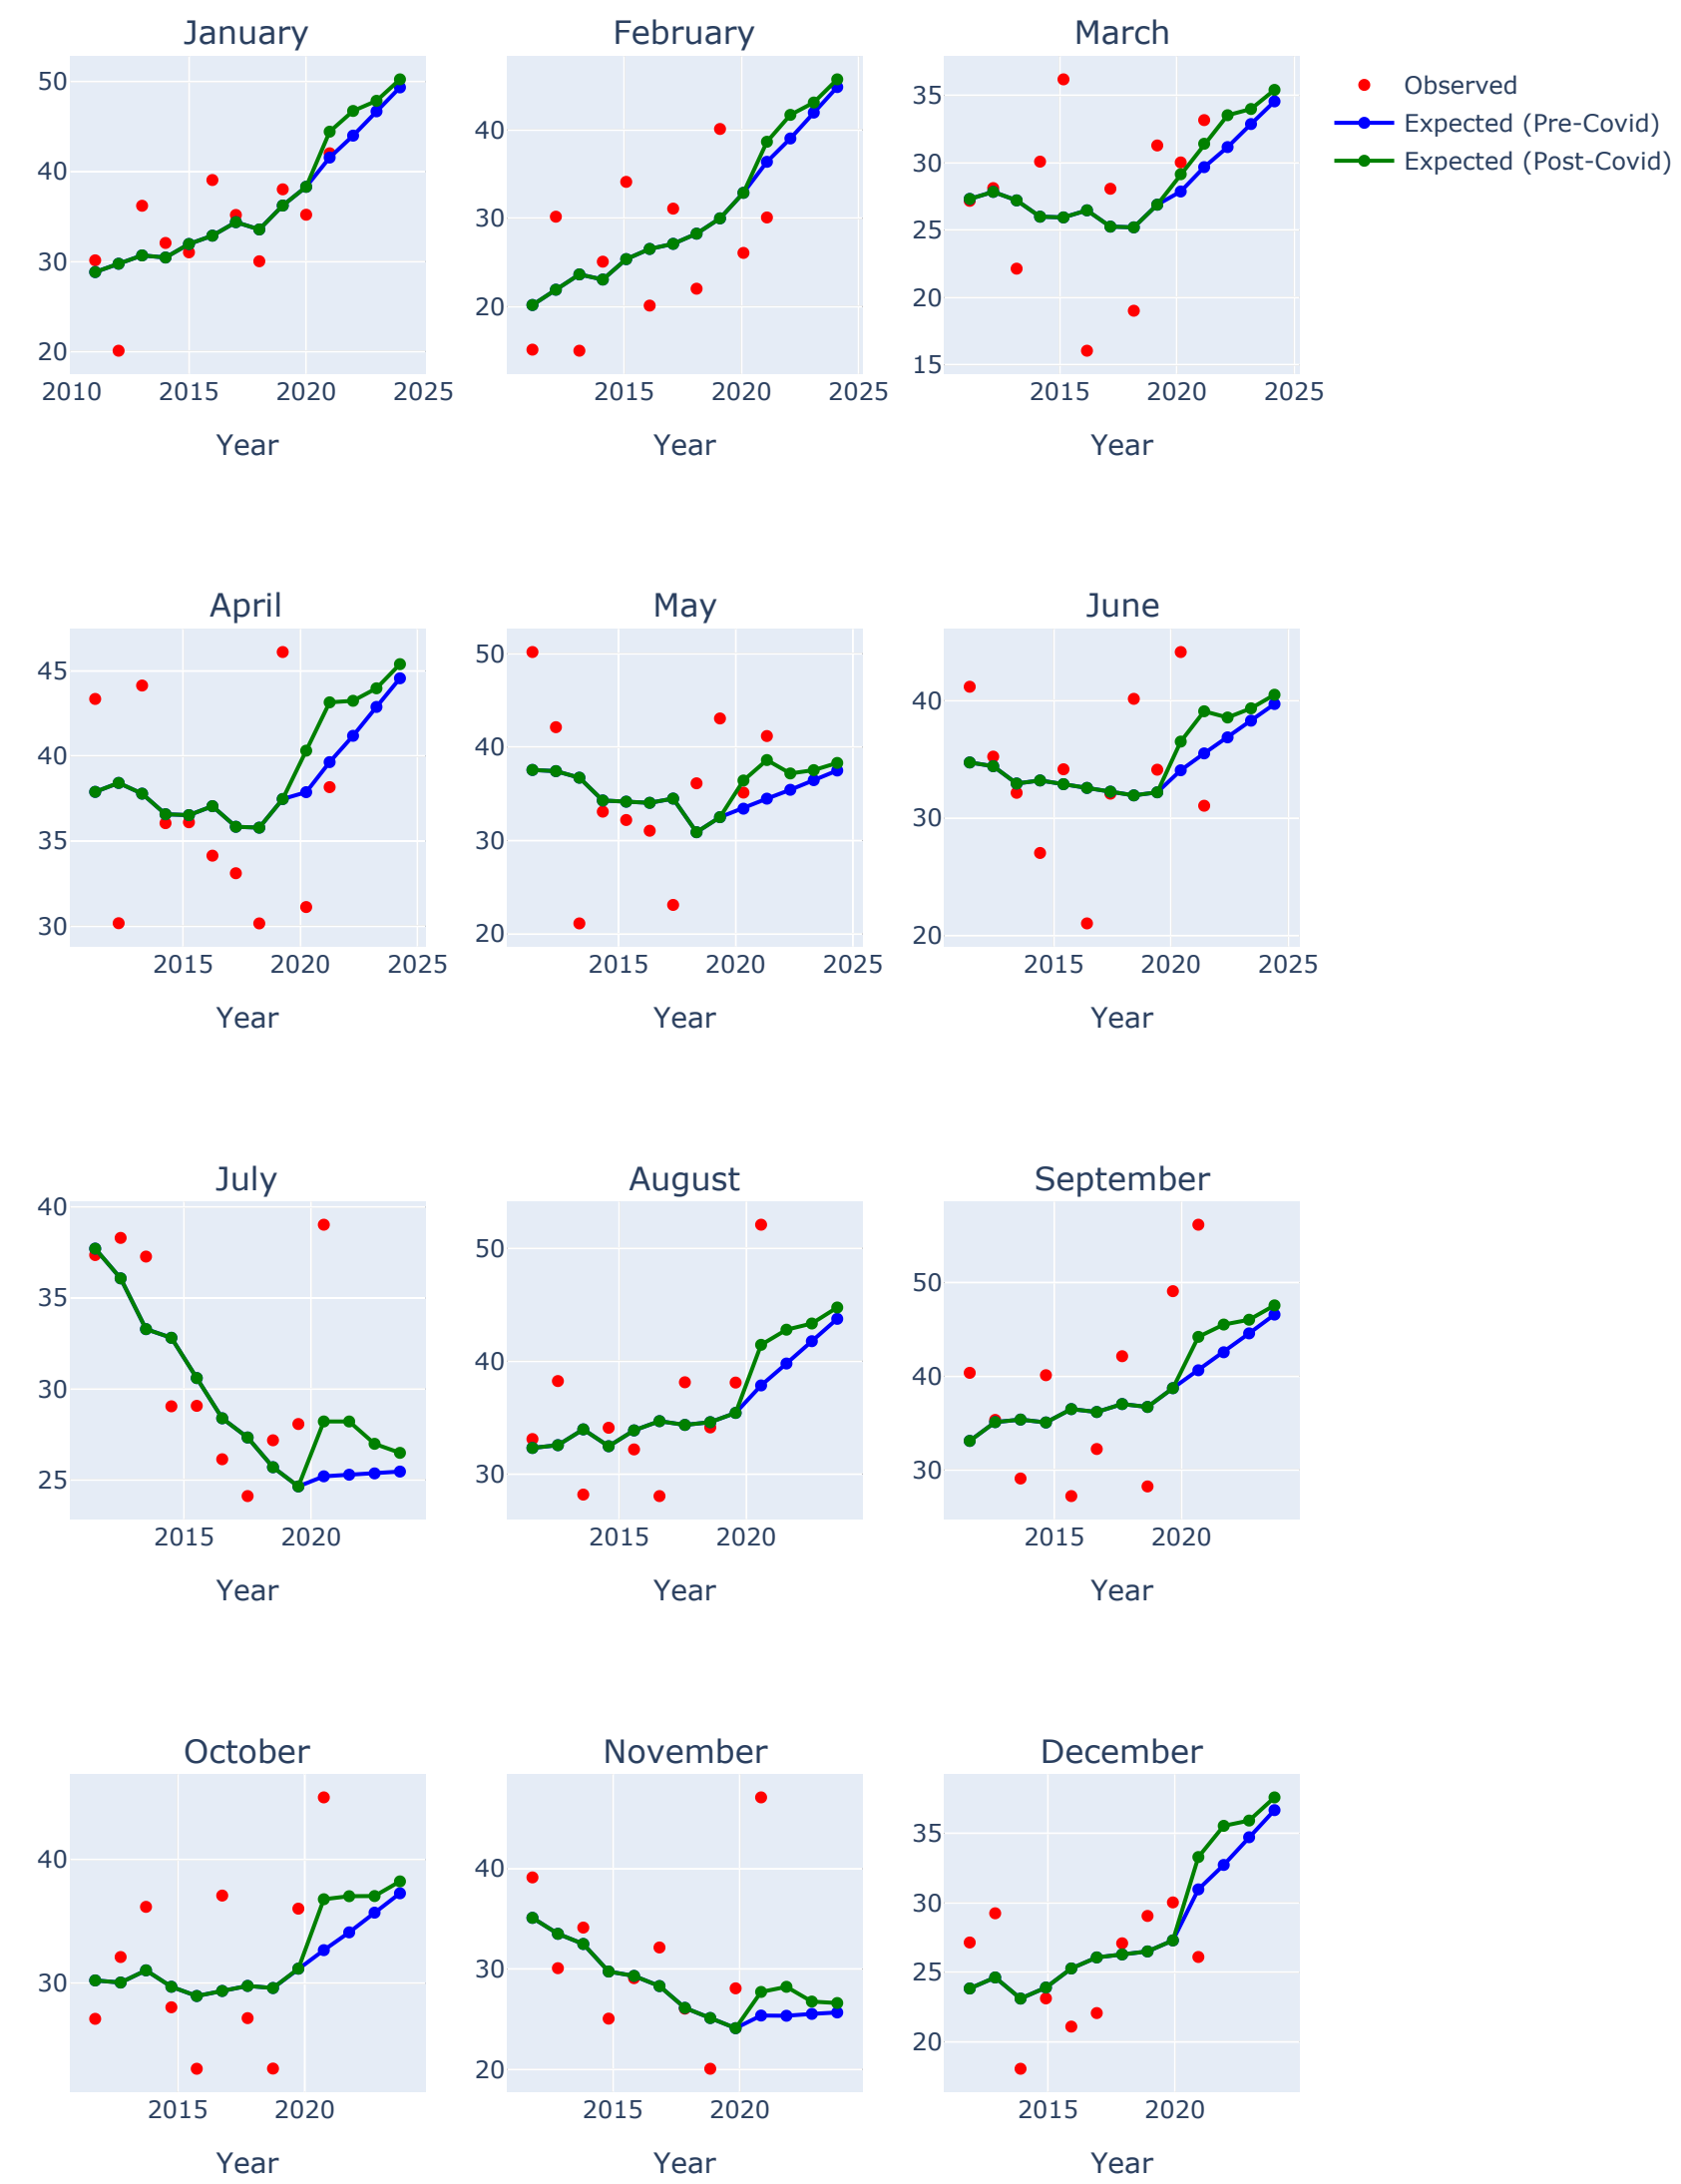 January
February
March
50
40
30
20
2010
2015
2020
2025
Year
40
30
20
2015
2020
2025
Year
35
30
25
20
15
2015
2020
2025
Year
Observed
Expected (Pre-Covid)
Expected (Post-Covid)
April
May
June
45
40
35
30
2015
2020
2025
Year
50
40
30
20
2015
2020
2025
Year
40
30
20
2015
2020
2025
Year
July
August
September
40
35
30
25
2015
2020
Year
50
40
30
2015
2020
Year
50
40
30
2015
2020
Year
October
November
December
40
30
2015
2020
Year
40
30
20
2015
2020
Year
35
30
25
20
2015
2020
Year